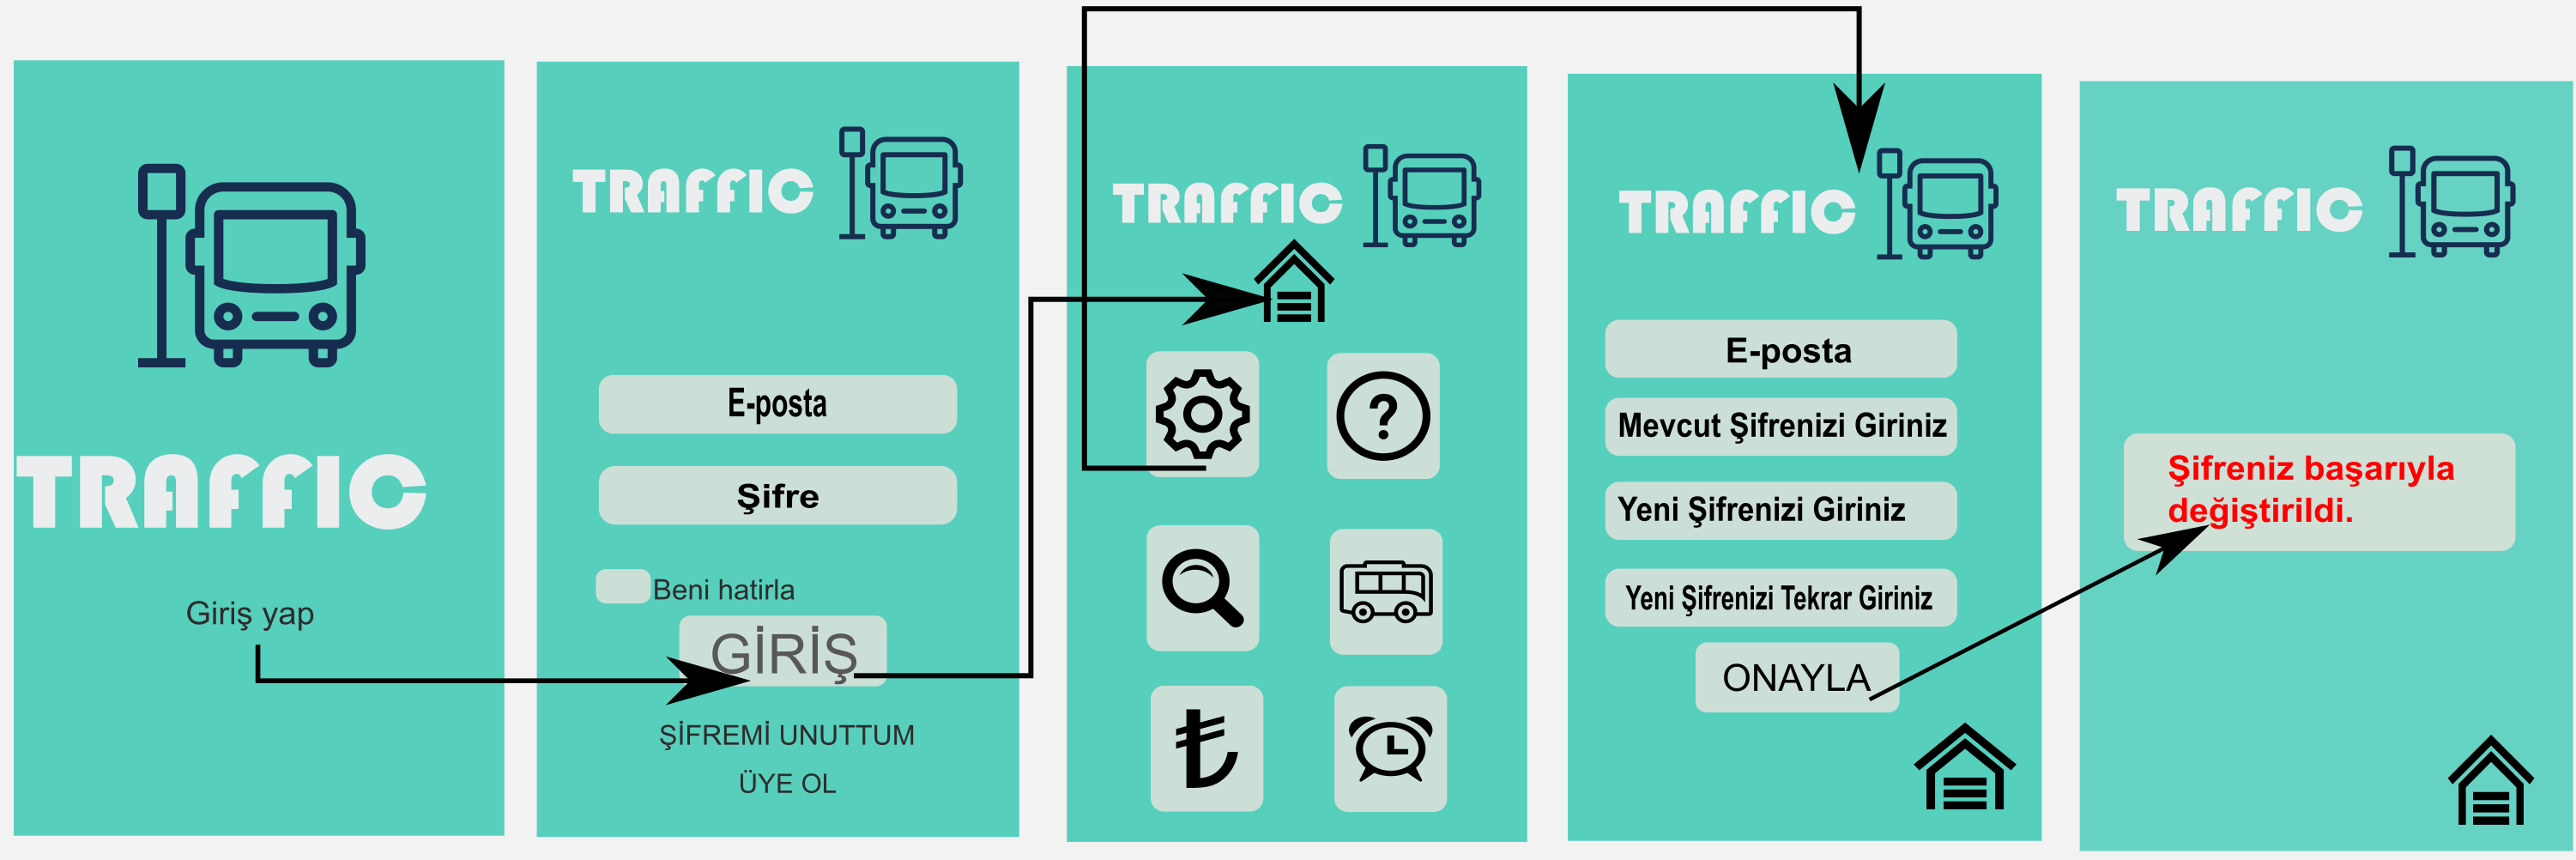 TRAFFIC
Giriş yap
TRAFFIC
E-posta
Şifre
Beni hatirla
GİRİŞ
ŞİFREMİ UNUTTUM
ÜYE OL
TRAFFIC
?
₺
TRAFFIC
E-posta
Mevcut Şifrenizi Giriniz
Yeni Şifrenizi Giriniz
Yeni Şifrenizi Tekrar Giriniz
ONAYLA
TRAFFIC
Şifreniz başarıyla
değiştirildi.